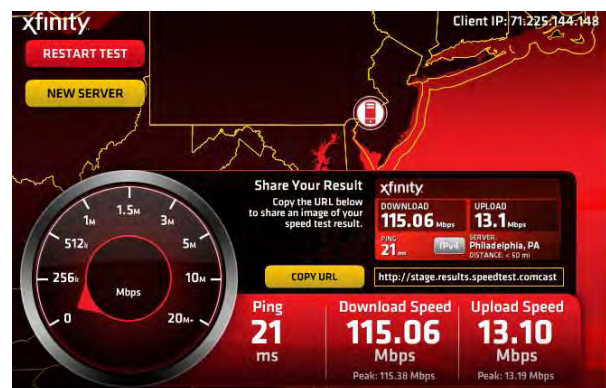 xfinity.
Client IP: 71.225.144.148
RESTART TEST
NEW SERVER
Share Your Result
Copy the URL below
to share an image of your
speed test result.
COPY URL
xfinity.
DOWNLOAD
115.06 Mbps
UPLOAD
13.1 Mbps
PING
21 ms
IPv4
SERVER:
Philadelphia, PA
DISTANCE: < 60 mi
http://stage.results.speedtest.comcast
0
256k
512k
1M
1.5M
3M
5M
10M
20M+
Mbps
Ping
21
ms
Download Speed
115.06
Mbps
Peak: 115.38 Mbps
Upload Speed
13.10
Mbps
Peak: 13.19 Mbps